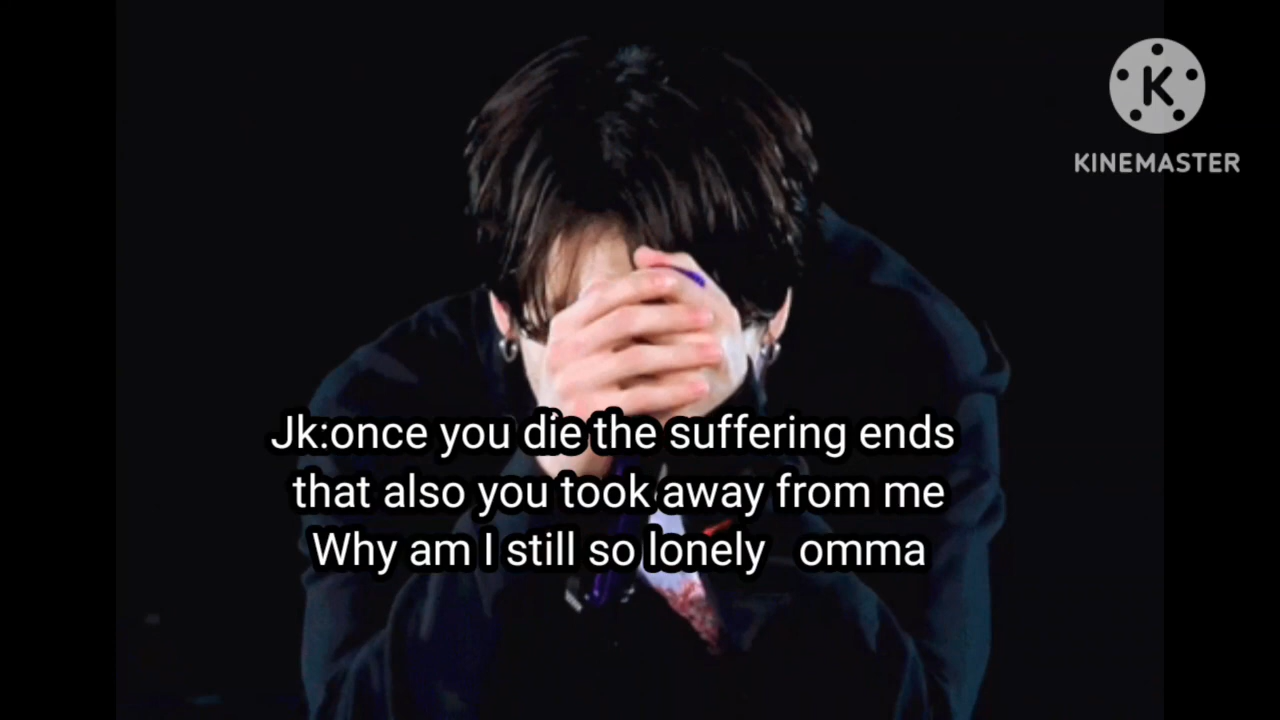 KINEMASTER
Jk:once you die the suffering ends
that also you took away from me
Why am I still so lonely omma